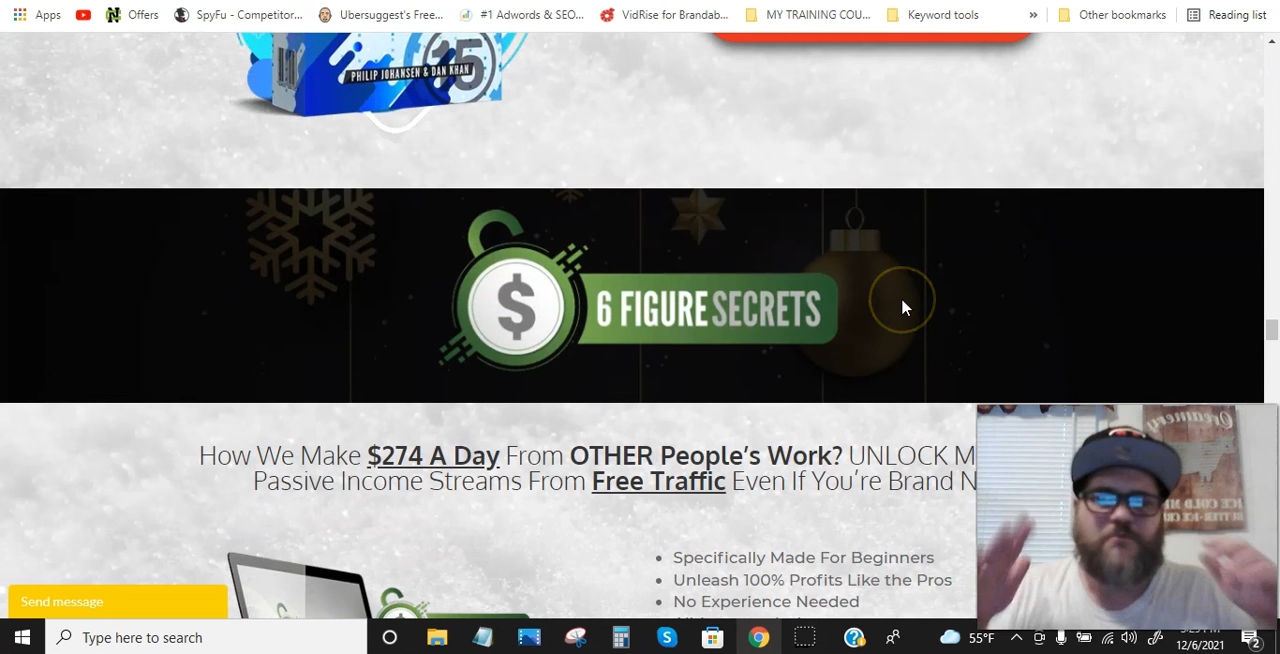 Apps
Offers
SpyFu - Competitor...
Ubersuggest's Free...
#1 Adwords & SEO...
VidRise for Brandab...
MY TRAINING COU...
Keyword tools
»
Other bookmarks
Reading list
PHILIP JOHANSEN & DAN KHAN
15
$
6 FIGURE SECRETS
How We Make $274 A Day From OTHER People's Work? UNLOCK M
Passive Income Streams From Free Traffic Even If You're Brand N
• Specifically Made For Beginners
• Unleash 100% Profits Like the Pros
• No Experience Needed
Send message
Type here to search
55°F
12/6/2021
2